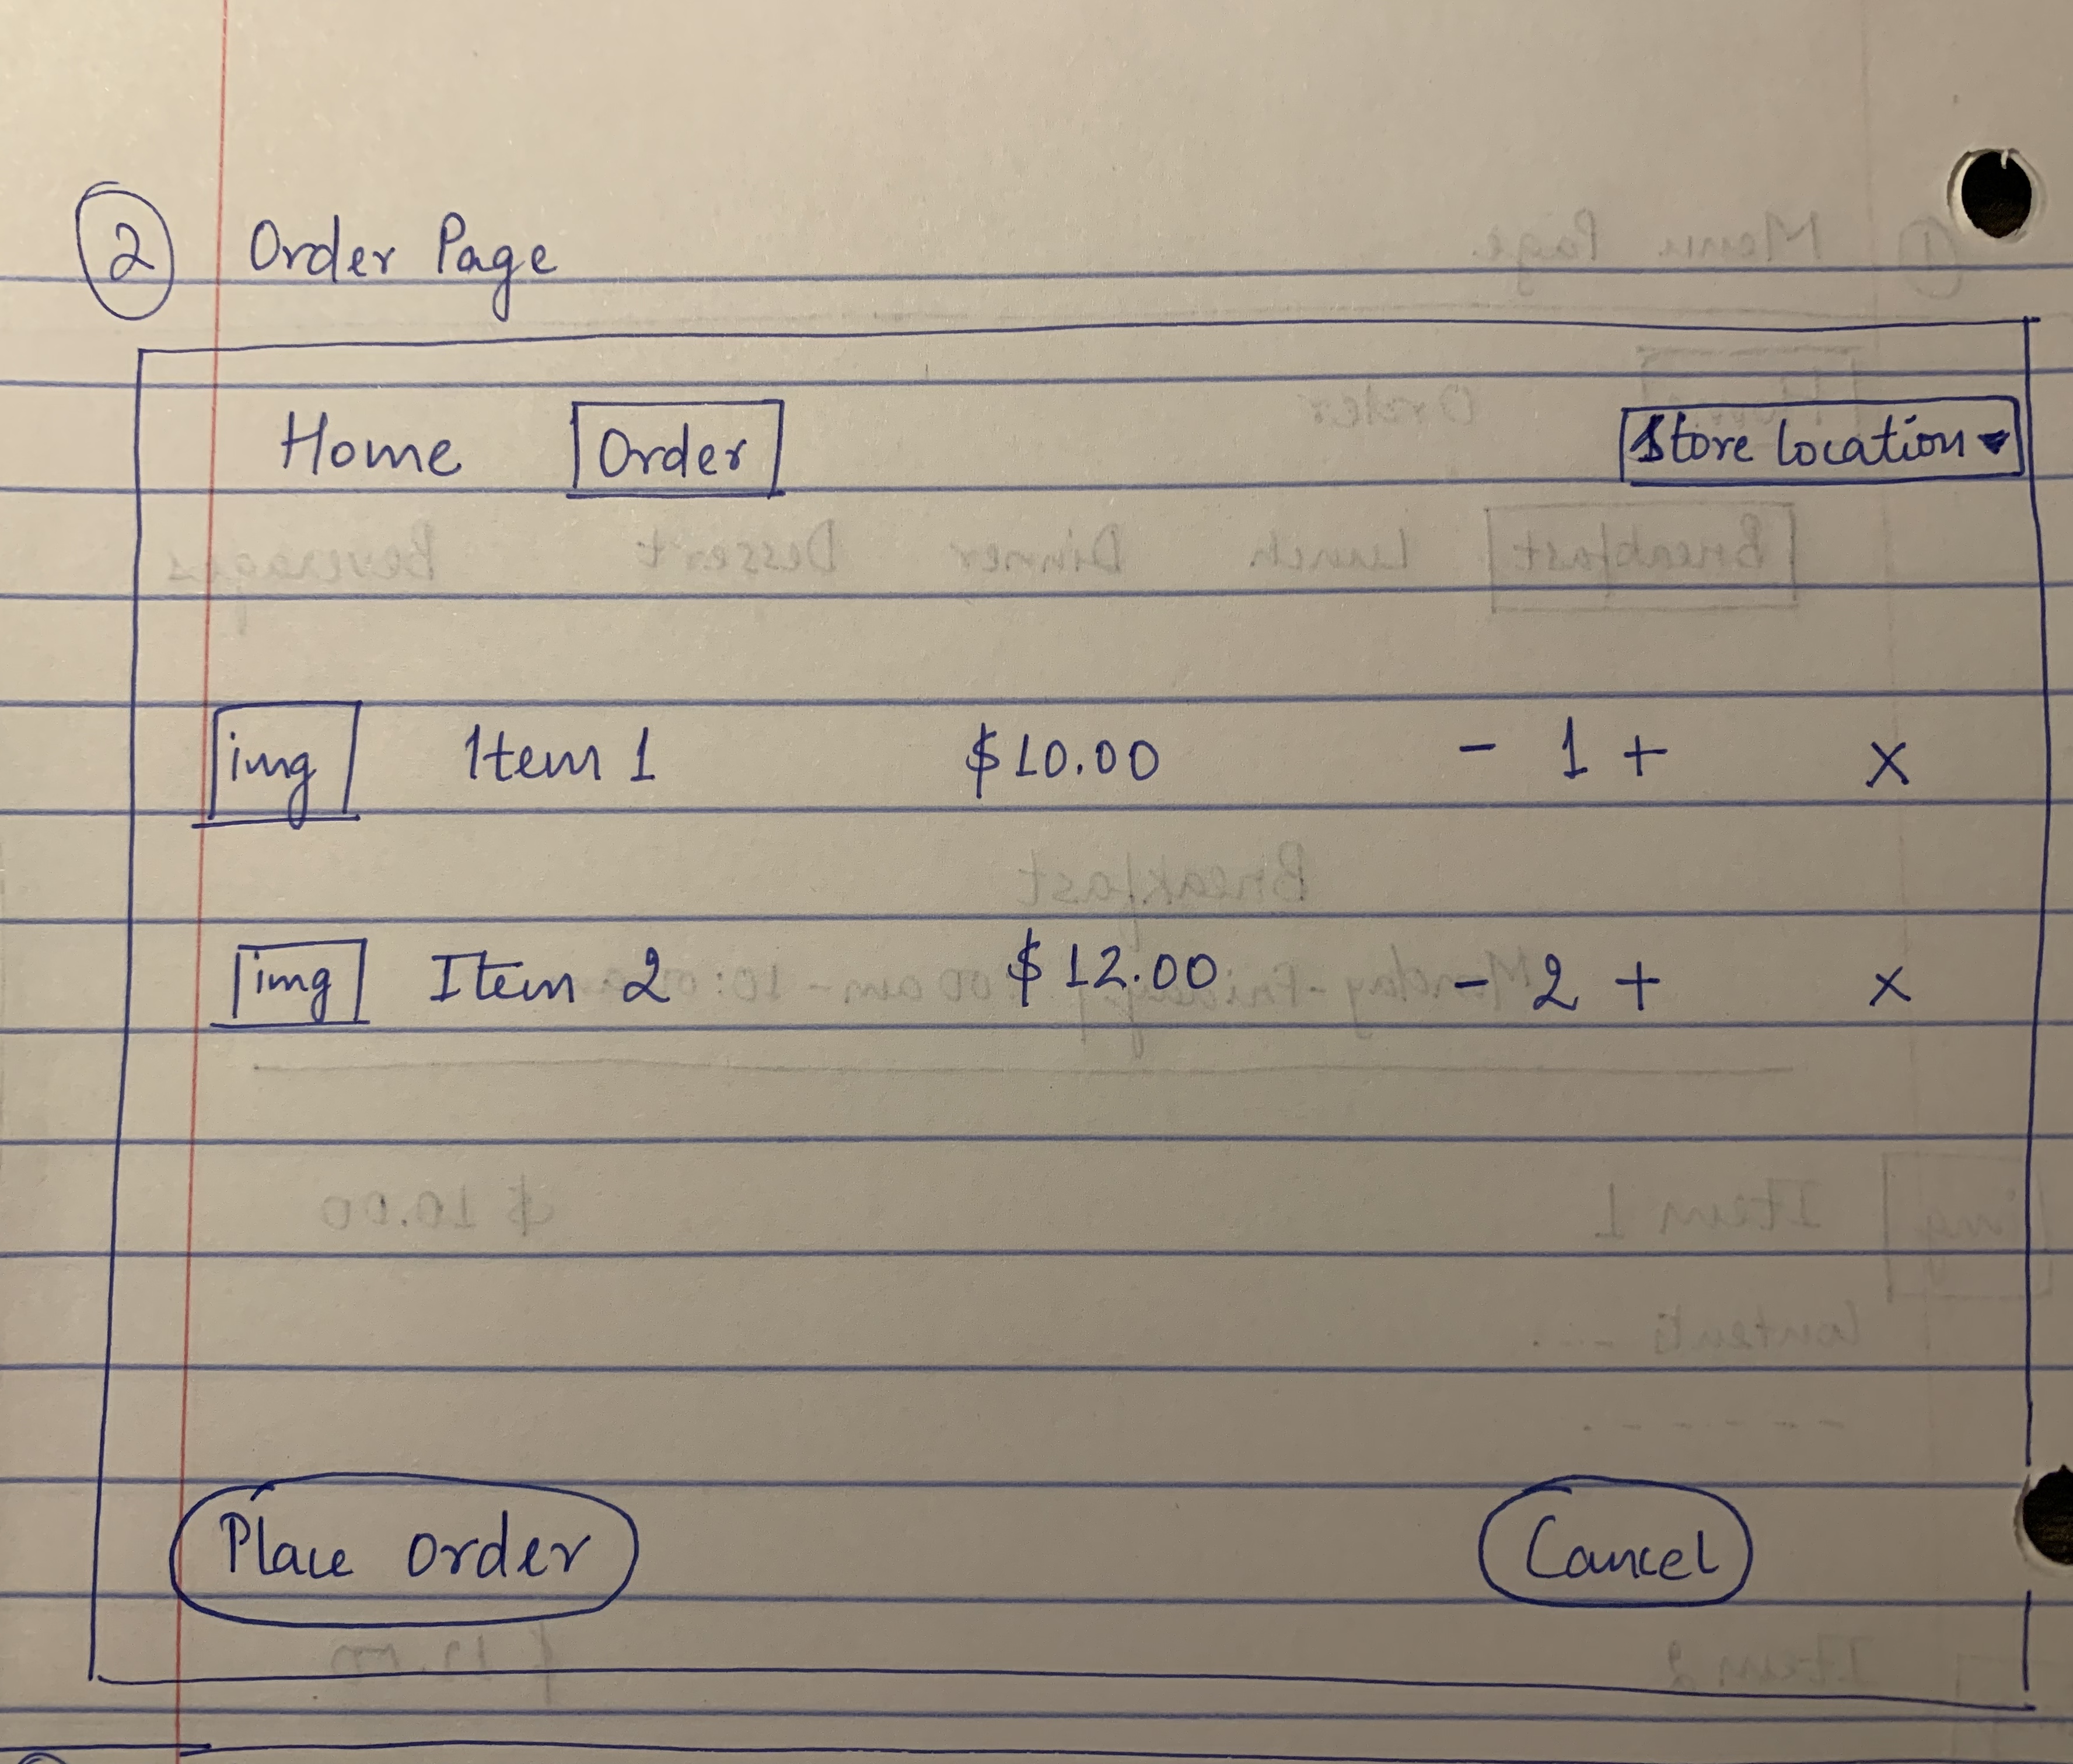 2 Order Page
Home Order Store location
img Item 1 $10.00 - 1 + x
img Item 2 $12.00 - 2 + x
Place order Cancel